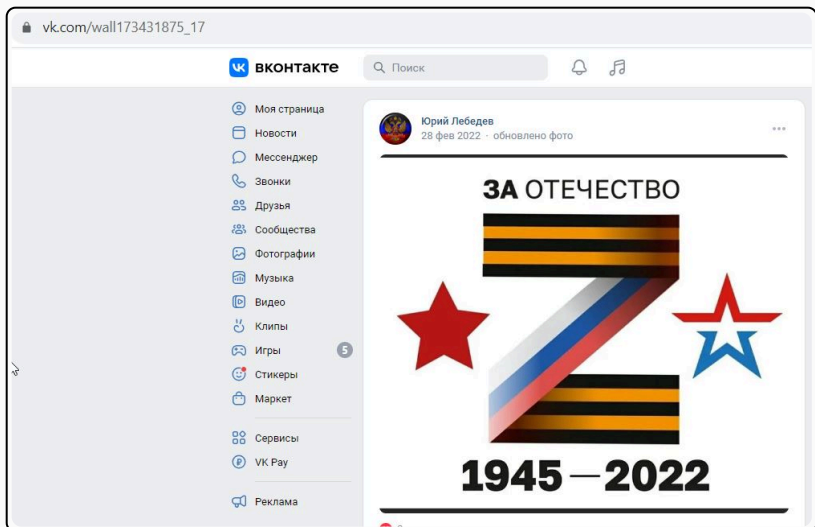 vk.com/wall173431875_17
вконтакте
Поиск
Моя страница
Новости
Мессенджер
Звонки
Друзья
Сообщества
Фотографии
Музыка
Видео
Клипы
Игры 5
Стикеры
Маркет
Сервисы
VK Pay
Реклама
Юрий Лебедев
28 фев 2022 · обновлено фото
ЗА ОТЕЧЕСТВО
Z
1945 — 2022